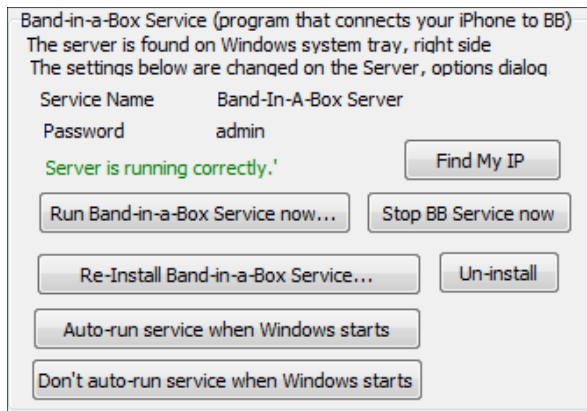 Band-in-a-Box Service (program that connects your iPhone to BB)
The server is found on Windows system tray, right side
The settings below are changed on the Server, options dialog.
Service Name Band-In-A-Box Server
Password admin
Server is running correctly.'
Find My IP
Run Band-in-a-Box Service now... Stop BB Service now
Re-Install Band-in-a-Box Service... Un-install
Auto-run service when Windows starts
Don't auto-run service when Windows starts